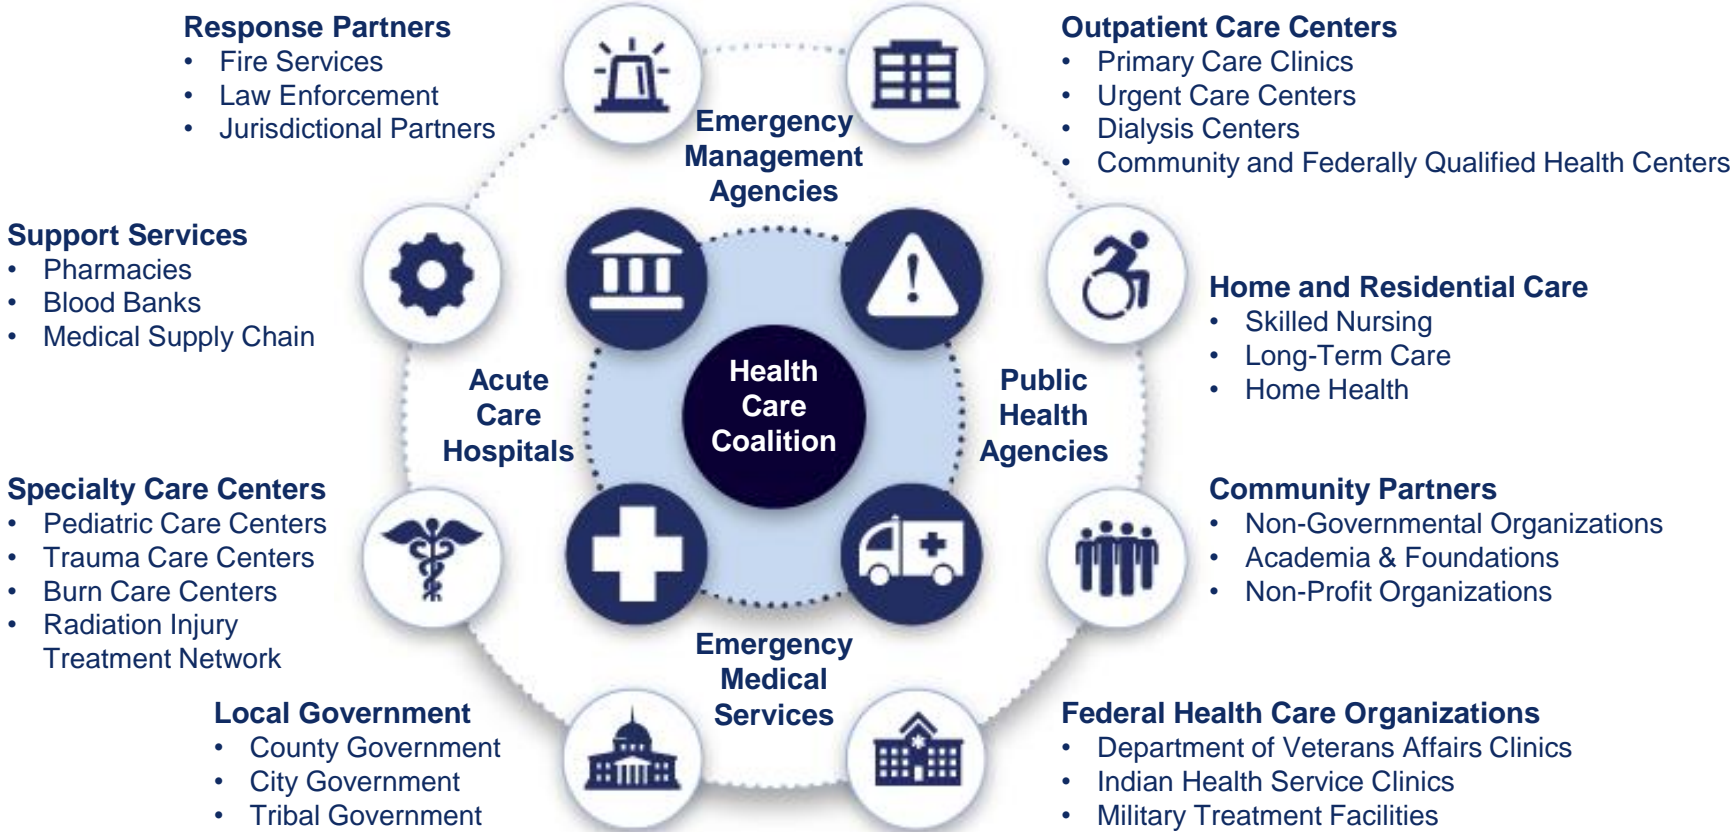 Response Partners
• Fire Services
• Law Enforcement
• Jurisdictional Partners
Outpatient Care Centers
• Primary Care Clinics
• Urgent Care Centers
• Dialysis Centers
• Community and Federally Qualified Health Centers
Emergency
Management
Agencies
Support Services
• Pharmacies
• Blood Banks
• Medical Supply Chain
!
Home and Residential Care
• Skilled Nursing
• Long-Term Care
• Home Health
Acute
Care
Hospitals
Health
Care
Coalition
Public
Health
Agencies
Specialty Care Centers
• Pediatric Care Centers
• Trauma Care Centers
• Burn Care Centers
• Radiation Injury
Treatment Network
Community Partners
• Non-Governmental Organizations
• Academia & Foundations
• Non-Profit Organizations
Emergency
Medical
Services
Local Government
• County Government
• City Government
• Tribal Government
Federal Health Care Organizations
• Department of Veterans Affairs Clinics
• Indian Health Service Clinics
• Military Treatment Facilities